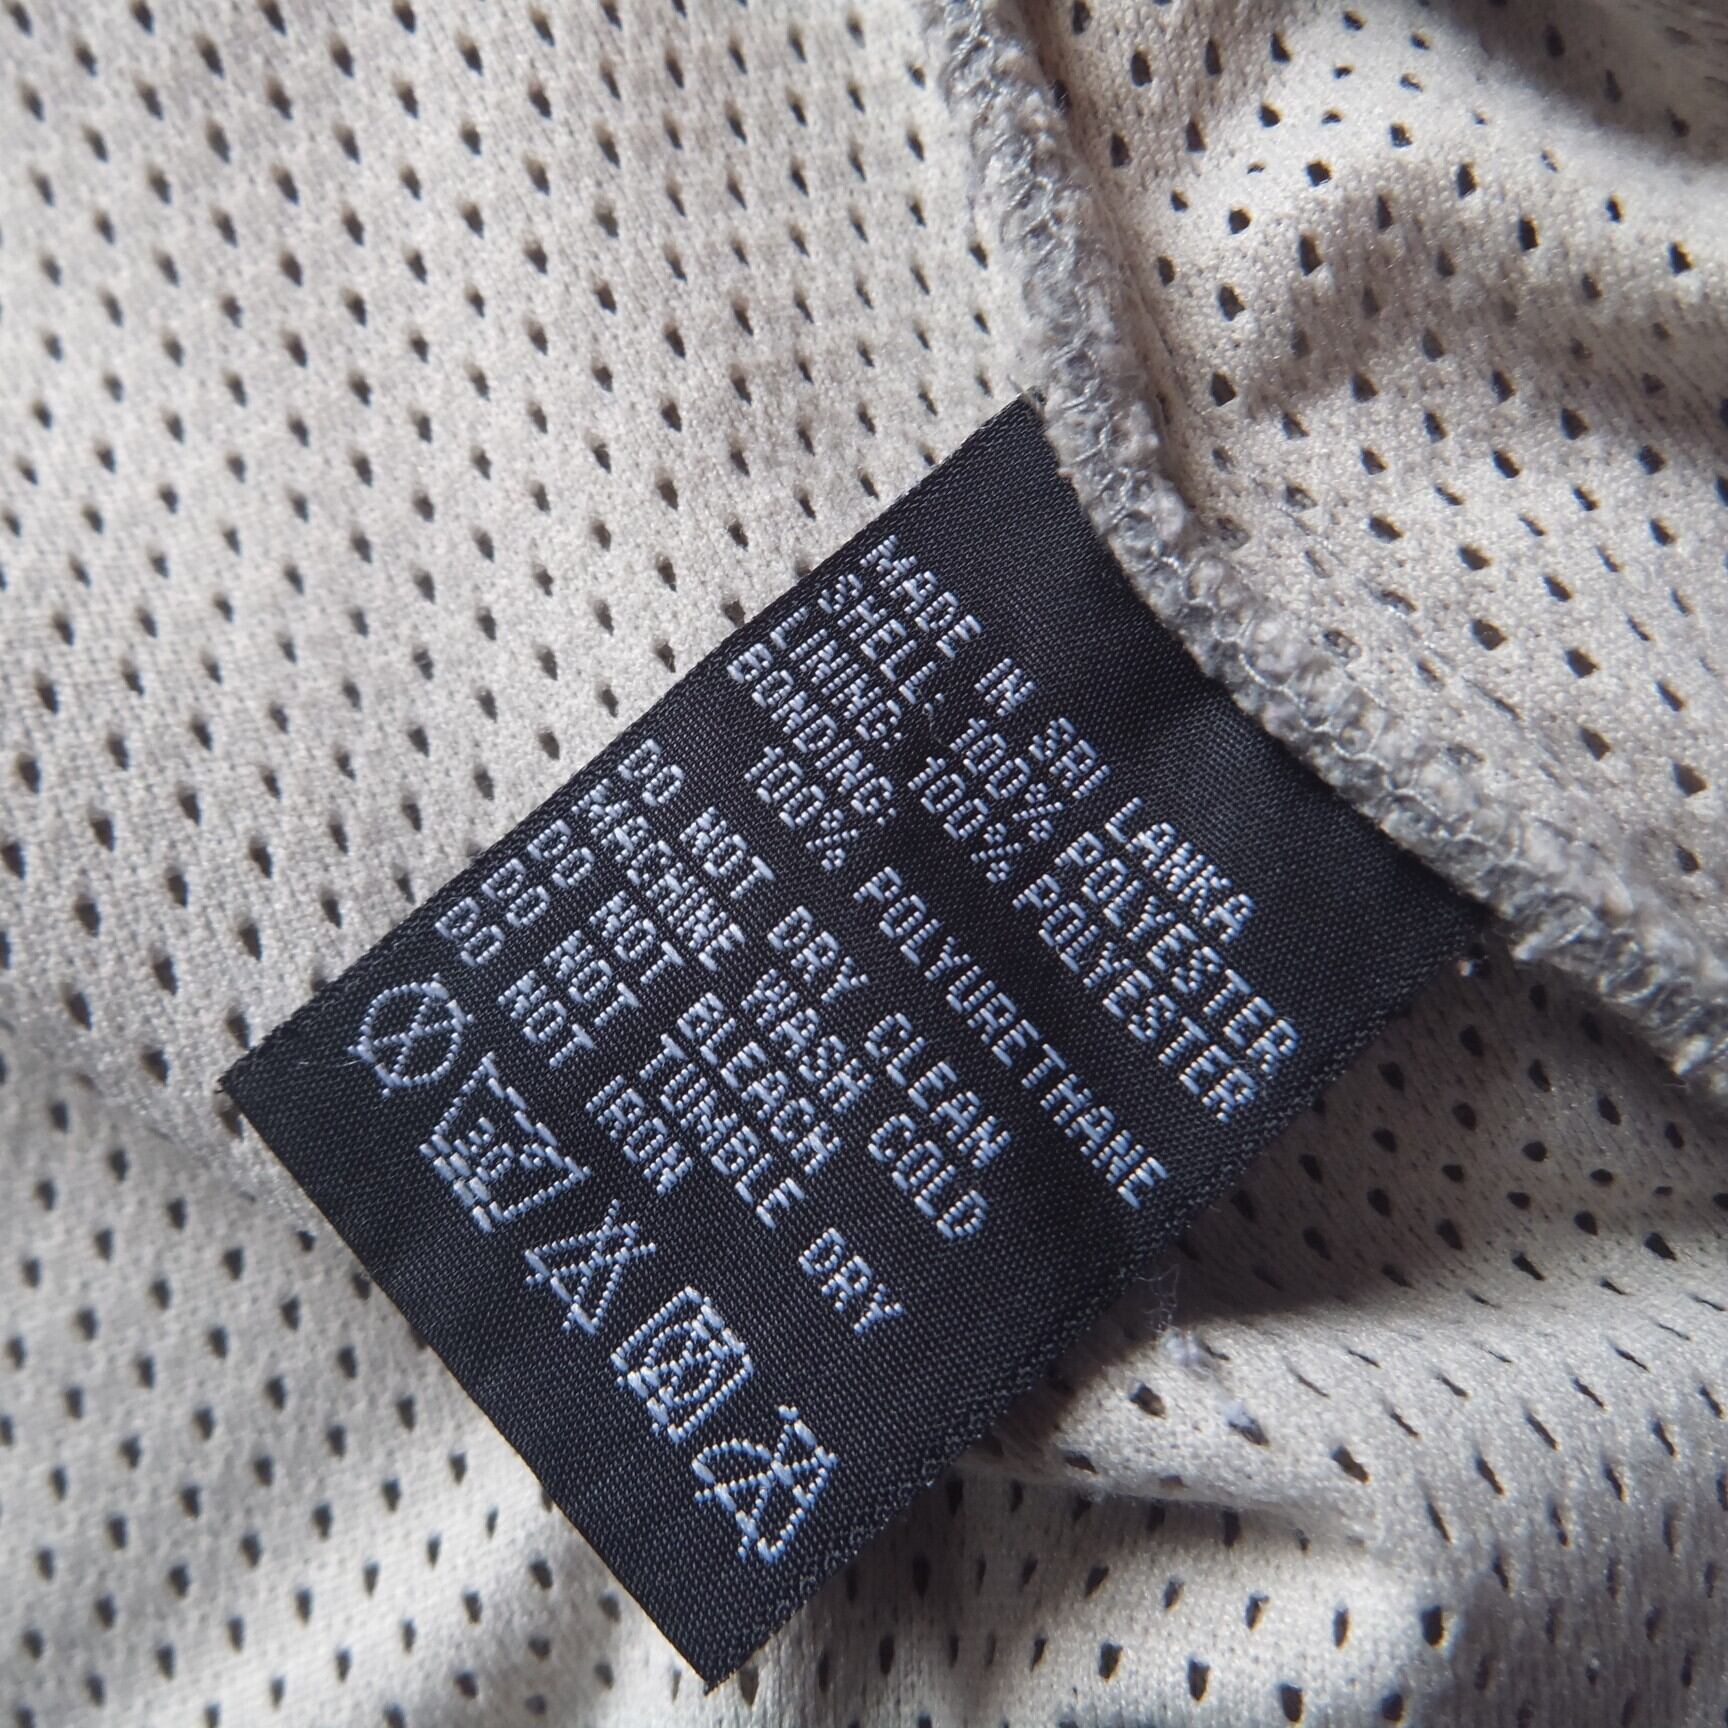 MADE IN SRI LANKA
SHELL, 100% POLYESTER
LINING, 100% POLYESTER
BONDING
100% POLYURETHANE
DO NOT DRY CLEAN
MACHINE WASH COLD
DO NOT BLEACH
DO NOT TUMBLE DRY
DO NOT IRON